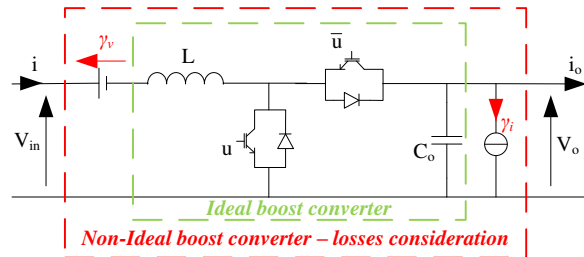 γv
L
u̅
i
io
Vin
u
Co
γi
Vo
Ideal boost converter
Non-Ideal boost converter – losses consideration